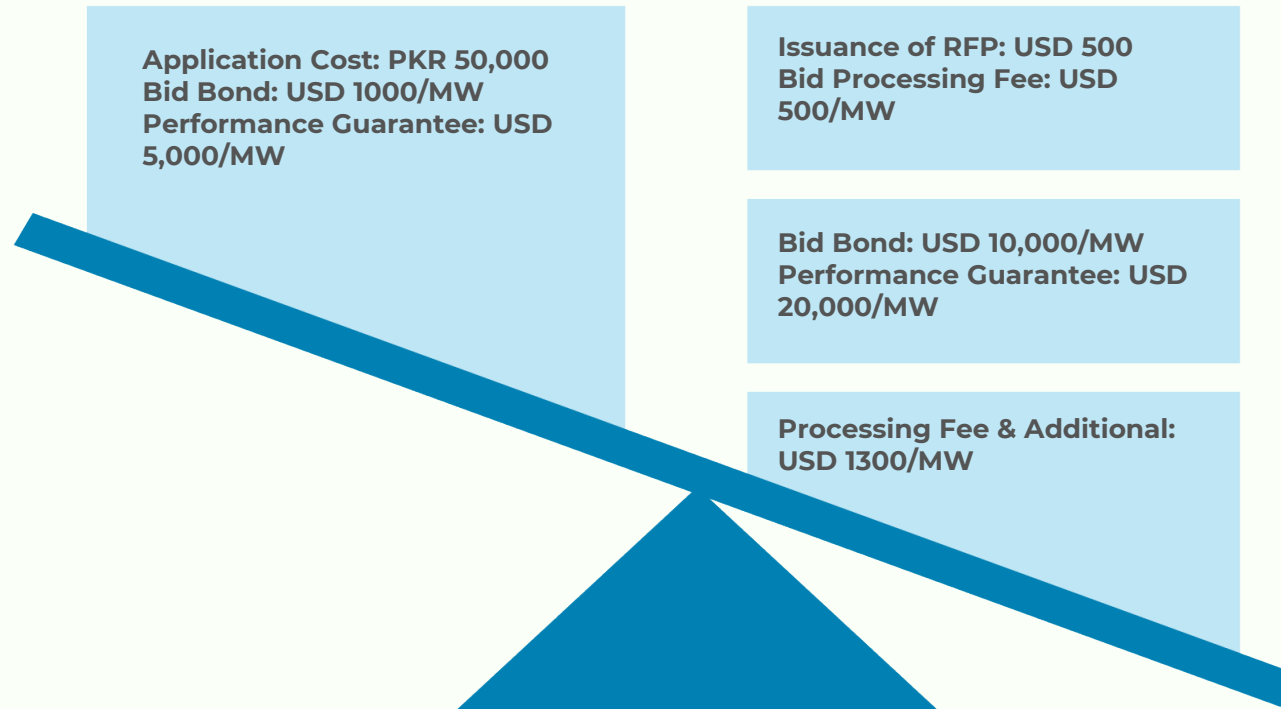 Application Cost: PKR 50,000
Bid Bond: USD 1000/MW
Performance Guarantee: USD
5,000/MW
Issuance of RFP: USD 500
Bid Processing Fee: USD
500/MW
Bid Bond: USD 10,000/MW
Performance Guarantee: USD
20,000/MW
Processing Fee & Additional:
USD 1300/MW